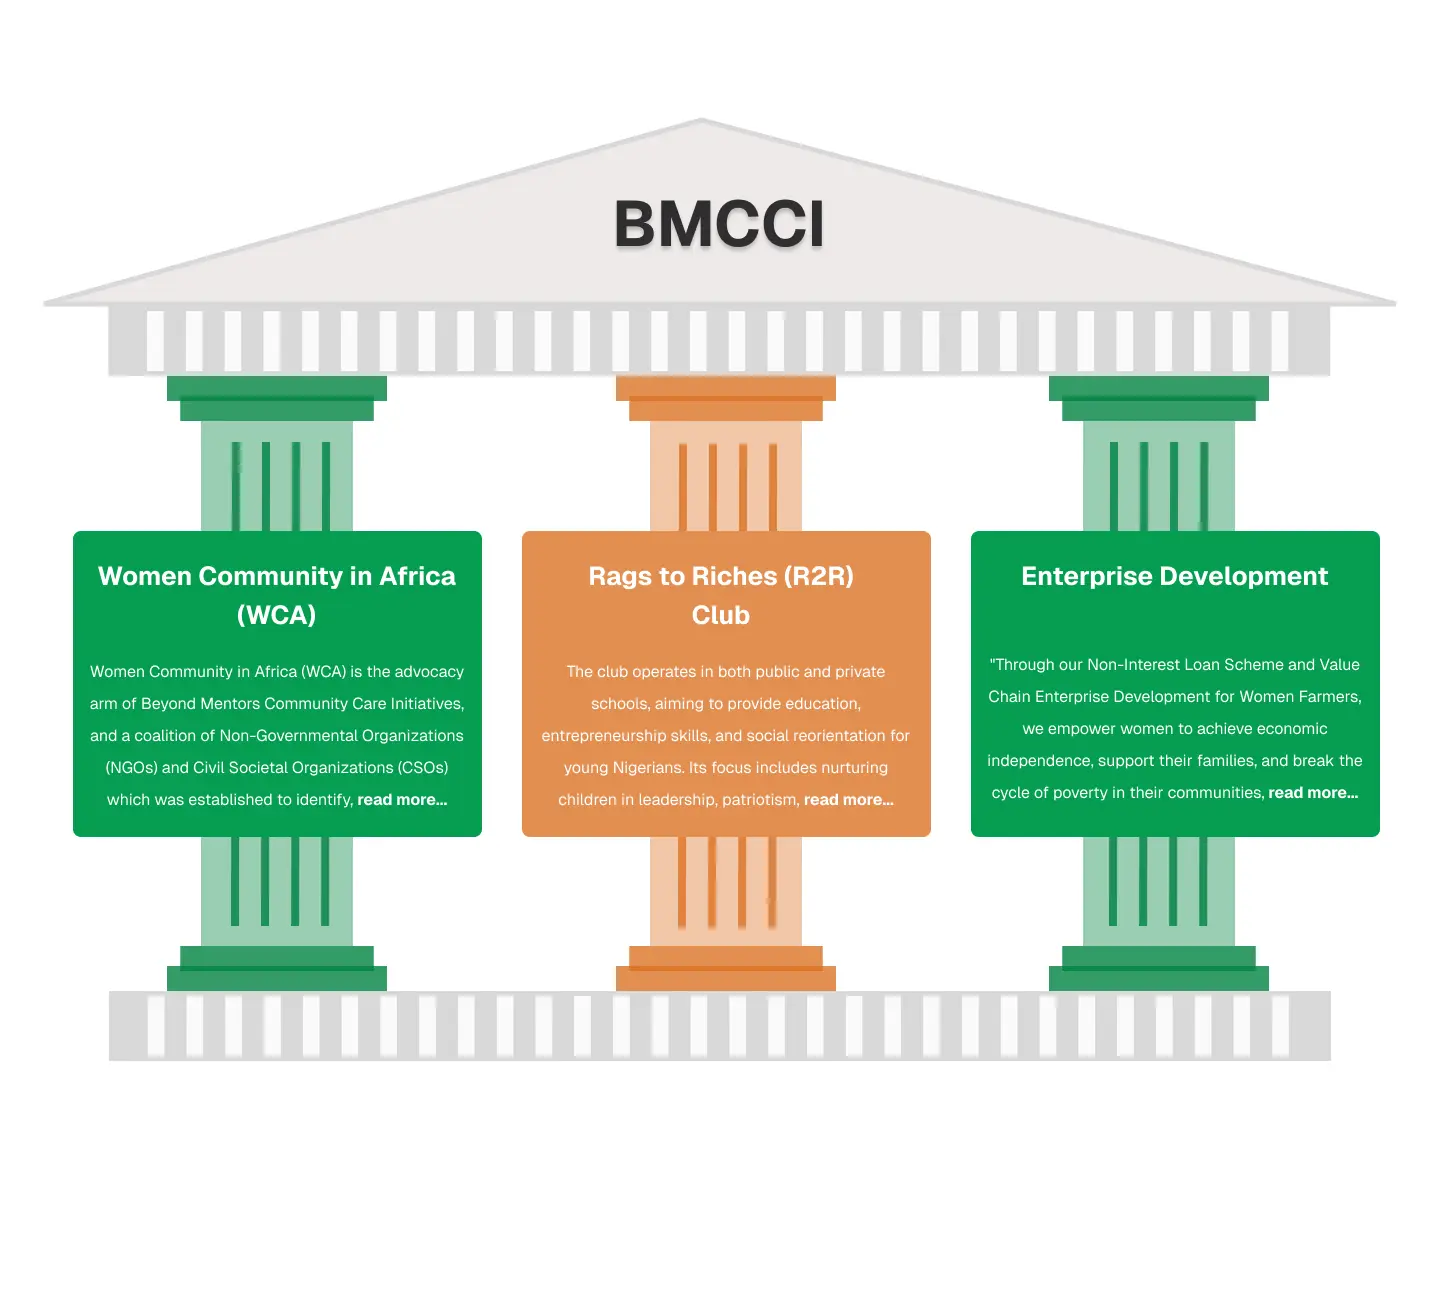 BMCCI
Women Community in Africa
(WCA)
Women Community in Africa (WCA) is the advocacy
arm of Beyond Mentors Community Care Initiatives,
and a coalition of Non-Governmental Organizations
(NGOs) and Civil Societal Organizations (CSOs)
which was established to identify, read more...
Rags to Riches (R2R)
Club
The club operates in both public and private
schools, aiming to provide education,
entrepreneurship skills, and social reorientation for
young Nigerians. Its focus includes nurturing
children in leadership, patriotism, read more...
Enterprise Development
"Through our Non-Interest Loan Scheme and Value
Chain Enterprise Development for Women Farmers,
we empower women to achieve economic
independence, support their families, and break the
cycle of poverty in their communities, read more...